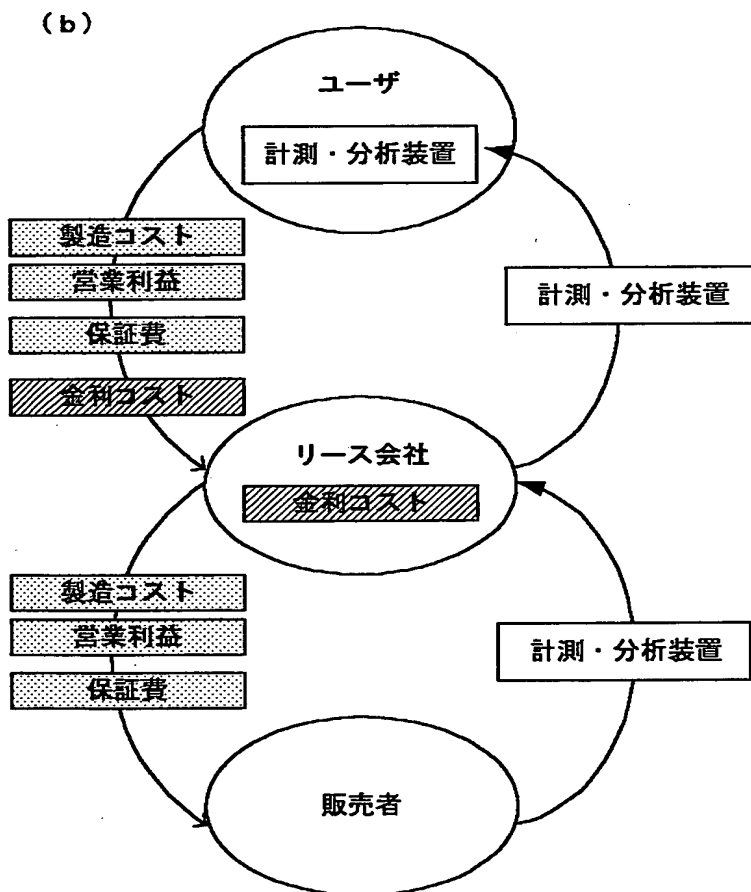 (b)
ユーザ
計測・分析装置
製造コスト
営業利益
保証費
金利コスト
計測・分析装置
リース会社
金利コスト
製造コスト
営業利益
保証費
計測・分析装置
販売者